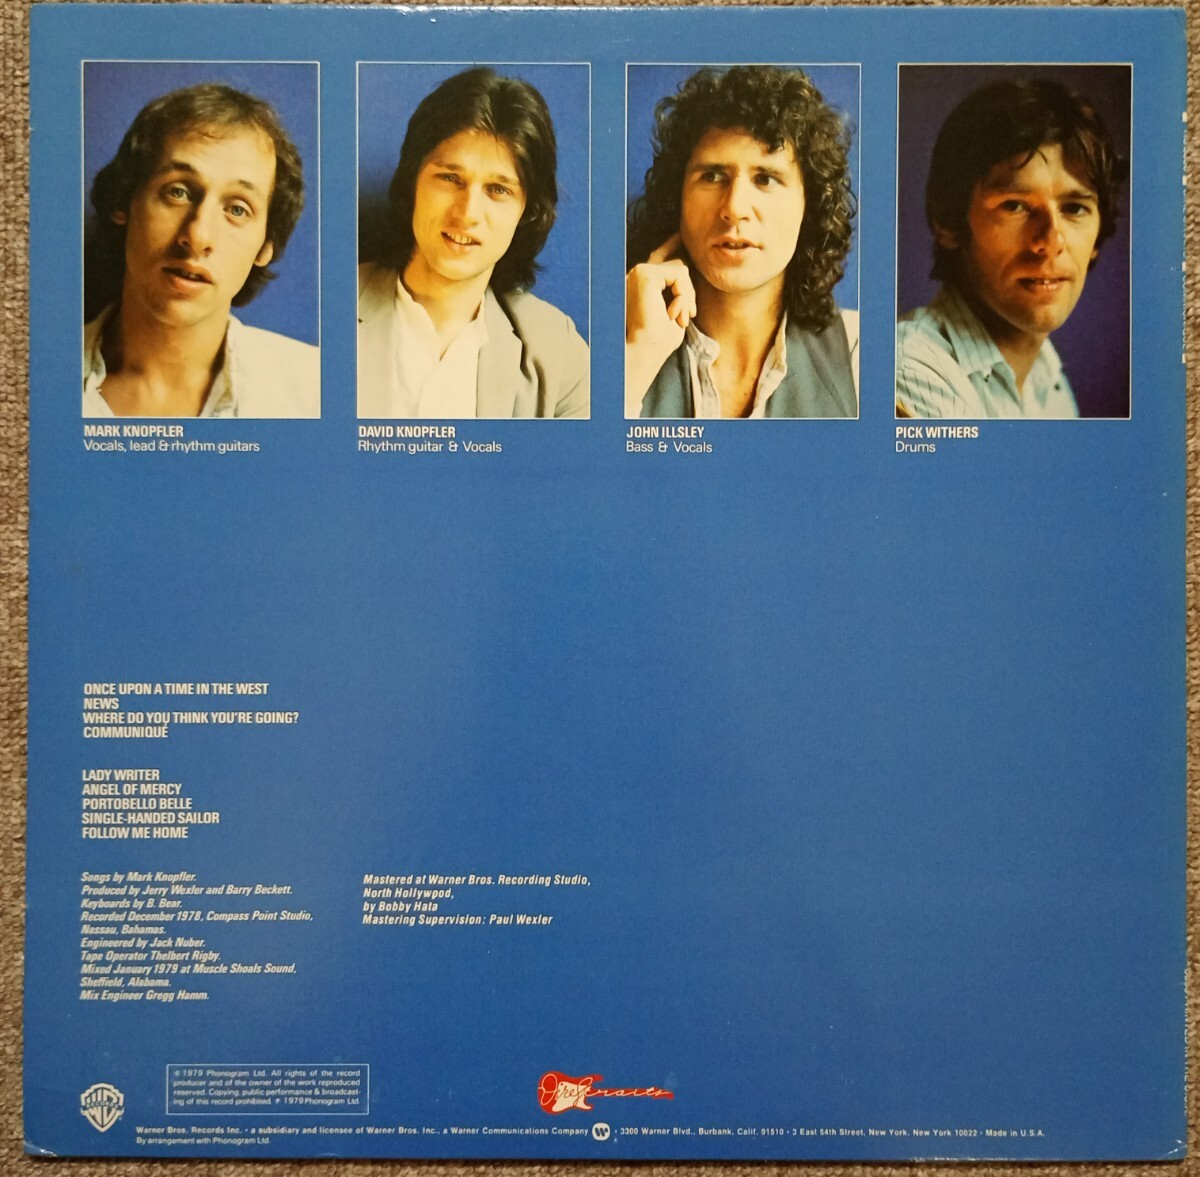 MARK KNOPFLER
Vocals, lead & rhythm guitars
DAVID KNOPFLER
Rhythm guitar & Vocals
JOHN ILLSLEY
Bass & Vocals
PICK WITHERS
Drums
ONCE UPON A TIME IN THE WEST
NEWS
WHERE DO YOU THINK YOU'RE GOING?
COMMUNIQUÉ
LADY WRITER
ANGEL OF MERCY
PORTOBELLO BELLE
SINGLE-HANDED SAILOR
FOLLOW ME HOME
Songs by Mark Knopfler.
Produced by Jerry Wexler and Barry Beckett.
Keyboards by B. Bear.
Recorded December 1978, Compass Point Studio,
Nassau, Bahamas.
Engineered by Jack Nuber.
Tape Operator Thelbert Rigby.
Mixed January 1979 at Muscle Shoals Sound,
Sheffield, Alabama.
Mix Engineer Gregg Hamm.
Mastered at Warner Bros. Recording Studio,
North Hollywood,
by Bobby Hata
Mastering Supervision: Paul Wexler
© 1979 Phonogram Ltd. All rights of the record
producer and of the owner of the work reproduced
reserved. Copying, public performance & broadcast-
ing of this record prohibited. ℗ 1979 Phonogram Ltd.
Dire Straits
Warner Bros. Records Inc. • a subsidiary and licensee of Warner Bros. Inc., a Warner Communications Company • 3300 Warner Blvd., Burbank, Calif. 91510 • 3 East 54th Street, New York, New York 10022 • Made in U.S.A.
By arrangement with Phonogram Ltd.